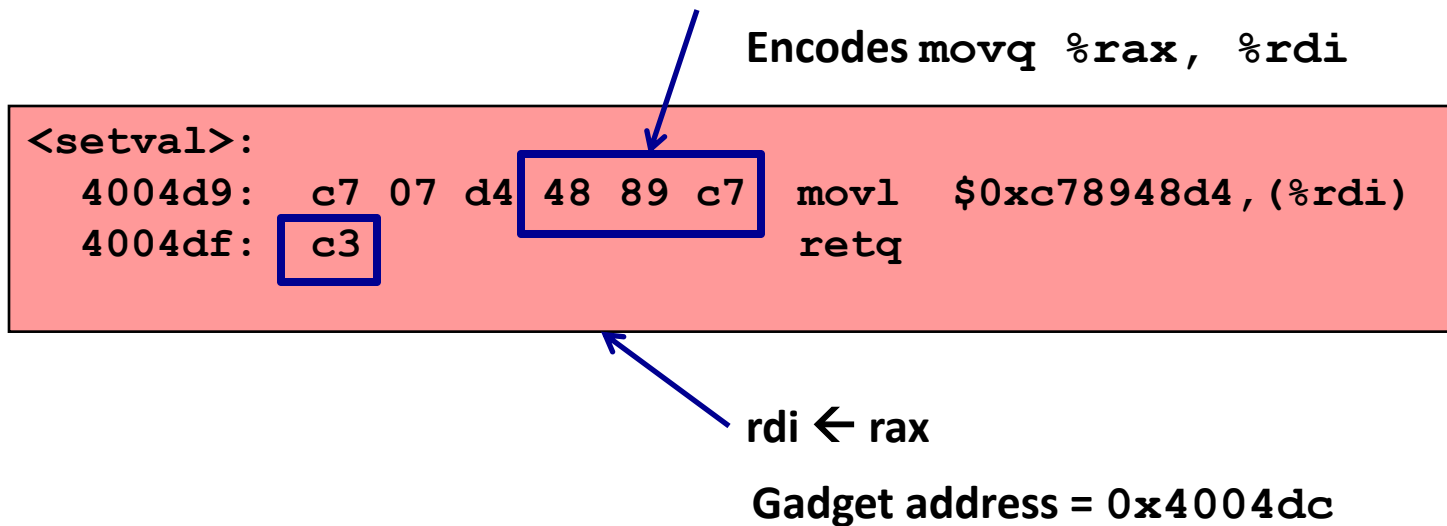 Encodes movq %rax, %rdi
<setval>:
4004d9: c7 07 d4 48 89 c7 movl $0xc78948d4,(%rdi)
4004df: c3 retq
rdi ← rax
Gadget address = 0x4004dc